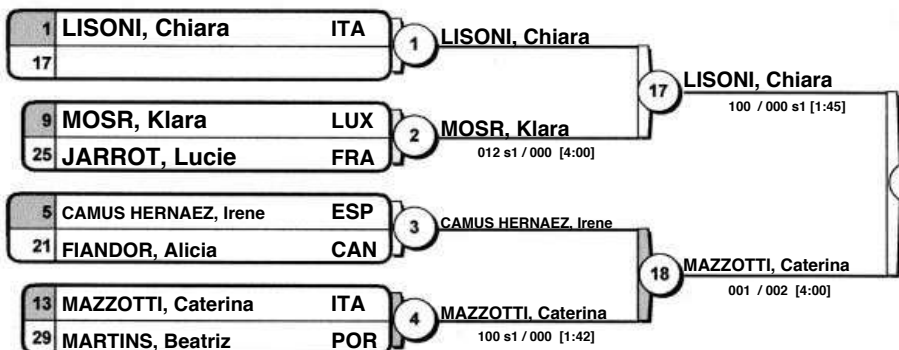 1 LISONI, Chiara ITA
17
1 LISONI, Chiara
9 MOSR, Klara LUX
25 JARROT, Lucie FRA
2 MOSR, Klara
012 s1 / 000 [4:00]
17 LISONI, Chiara
100 / 000 s1 [1:45]
5 CAMUS HERNAEZ, Irene ESP
21 FIANDOR, Alicia CAN
3 CAMUS HERNAEZ, Irene
13 MAZZOTTI, Caterina ITA
29 MARTINS, Beatriz POR
4 MAZZOTTI, Caterina
100 s1 / 000 [1:42]
18 MAZZOTTI, Caterina
001 / 002 [4:00]